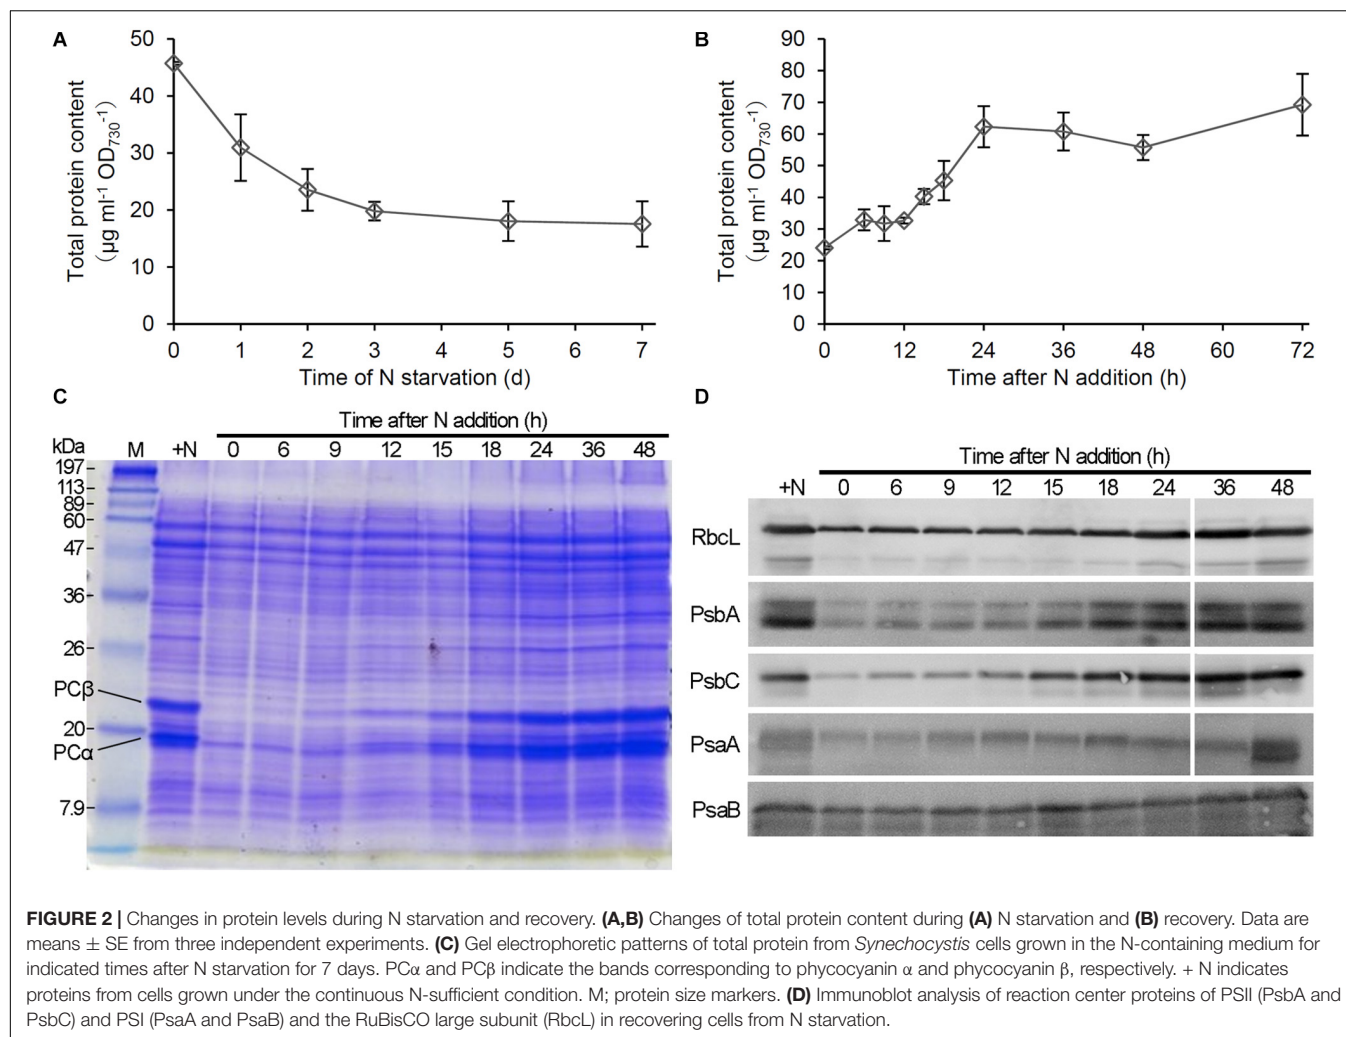 A
Total protein content
(µg ml-1 OD730-1)
50
40
30
20
10
0
0 1 2 3 4 5 6 7
Time of N starvation (d)
B
Total protein content
(µg ml-1 OD730-1)
90
80
70
60
50
40
30
20
10
0
0 12 24 36 48 60 72
Time after N addition (h)
C
Time after N addition (h)
kDa M +N 0 6 9 12 15 18 24 36 48
197
113
89
60
47
36
26
PCβ
20
PCα
7.9
D
Time after N addition (h)
+N 0 6 9 12 15 18 24 36 48
RbcL
PsbA
PsbC
PsaA
PsaB
FIGURE 2 | Changes in protein levels during N starvation and recovery. (A,B) Changes of total protein content during (A) N starvation and (B) recovery. Data are
means ± SE from three independent experiments. (C) Gel electrophoretic patterns of total protein from Synechocystis cells grown in the N-containing medium for
indicated times after N starvation for 7 days. PCα and PCβ indicate the bands corresponding to phycocyanin α and phycocyanin β, respectively. + N indicates
proteins from cells grown under the continuous N-sufficient condition. M; protein size markers. (D) Immunoblot analysis of reaction center proteins of PSII (PsbA and
PsbC) and PSI (PsaA and PsaB) and the RuBisCO large subunit (RbcL) in recovering cells from N starvation.